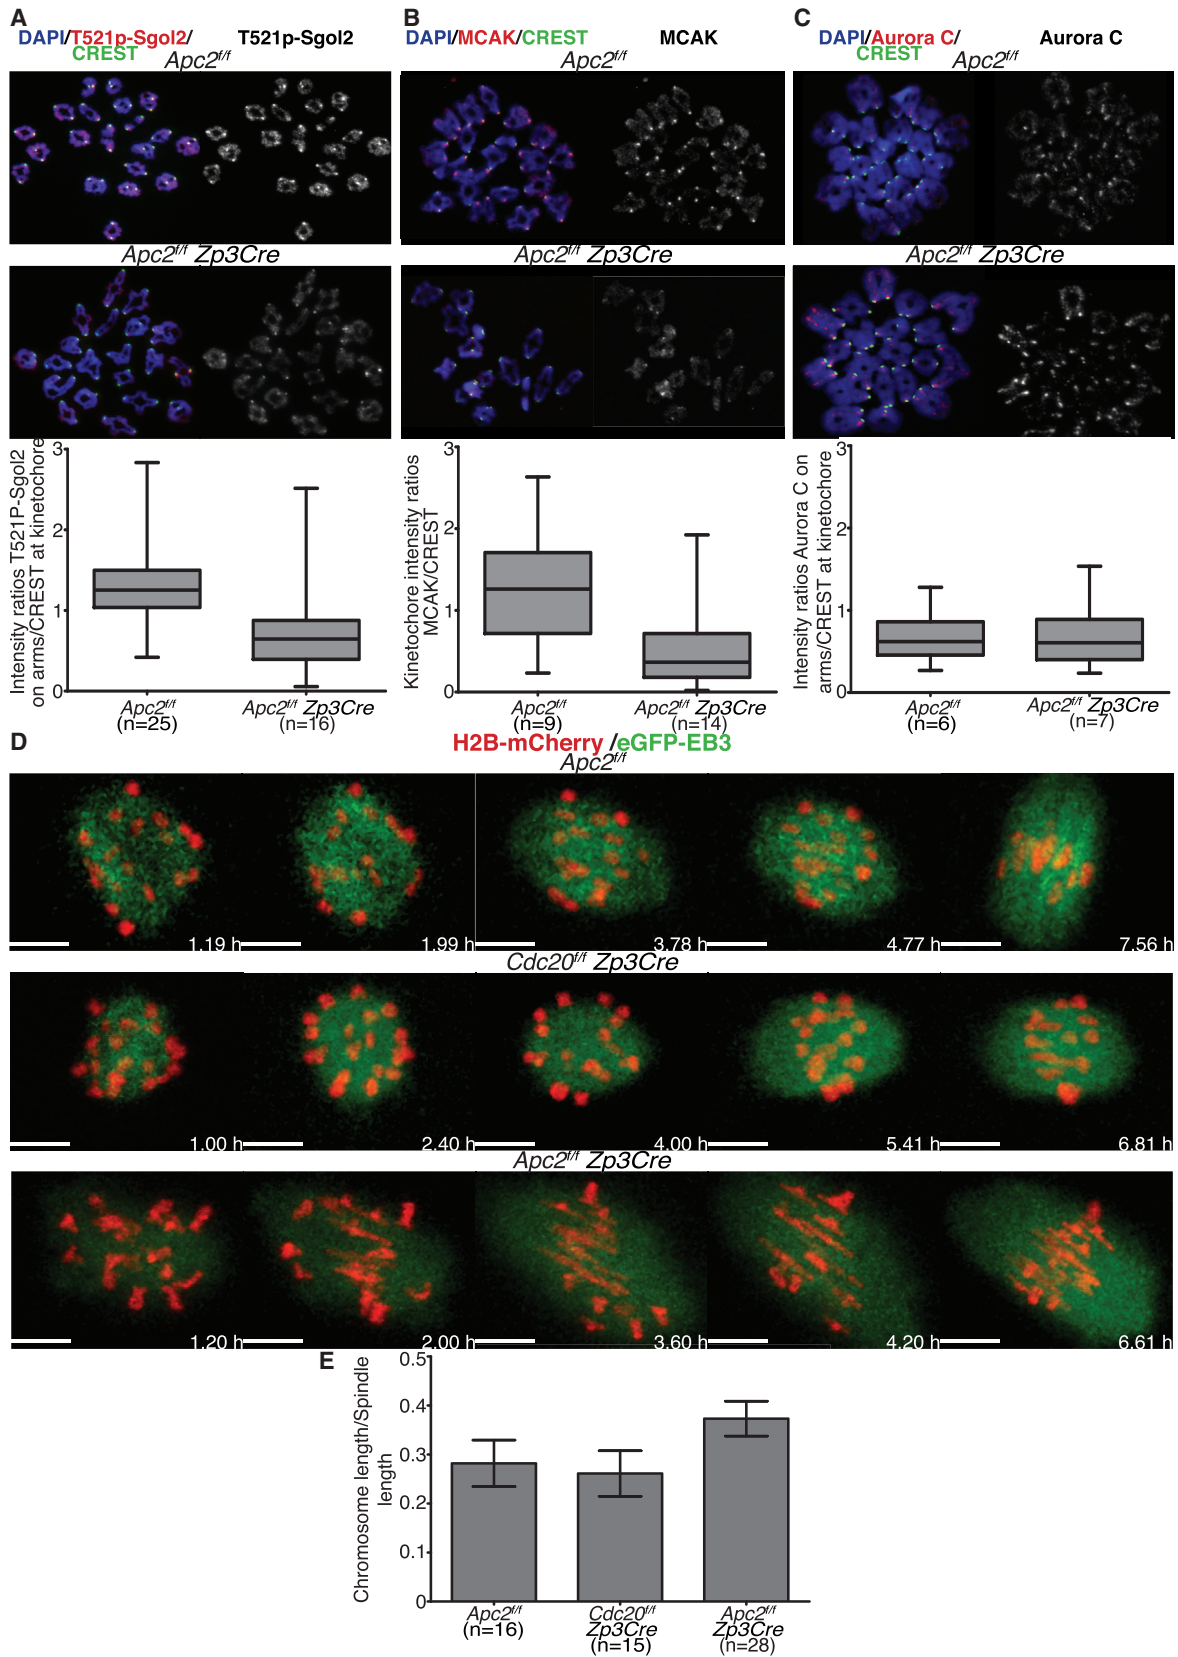 A
DAPI/T521p-Sgol2/
CREST
T521p-Sgol2
Apc2f/f
Apc2f/f Zp3Cre
Intensity ratios T521P-Sgol2
on arms/CREST at kinetochore
3
2
1
0
Apc2f/f
(n=25)
Apc2f/f Zp3Cre
(n=16)
B
DAPI/MCAK/CREST
MCAK
Apc2f/f
Apc2f/f Zp3Cre
Kinetochore intensity ratios
MCAK/CREST
3
2
1
0
Apc2f/f
(n=9)
Apc2f/f Zp3Cre
(n=14)
C
DAPI/Aurora C/
CREST
Aurora C
Apc2f/f
Apc2f/f Zp3Cre
Intensity ratios Aurora C on
arms/CREST at kinetochore
3
2
1
0
Apc2f/f
(n=6)
Apc2f/f Zp3Cre
(n=7)
D
H2B-mCherry /eGFP-EB3
Apc2f/f
1.19 h
1.99 h
3.78 h
4.77 h
7.56 h
Cdc20f/f Zp3Cre
1.00 h
2.40 h
4.00 h
5.41 h
6.81 h
Apc2f/f Zp3Cre
1.20 h
2.00 h
3.60 h
4.20 h
6.61 h
E
Chromosome length/Spindle
length
0.5
0.4
0.3
0.2
0.1
0
Apc2f/f
(n=16)
Cdc20f/f
Zp3Cre
(n=15)
Apc2f/f
Zp3Cre
(n=28)